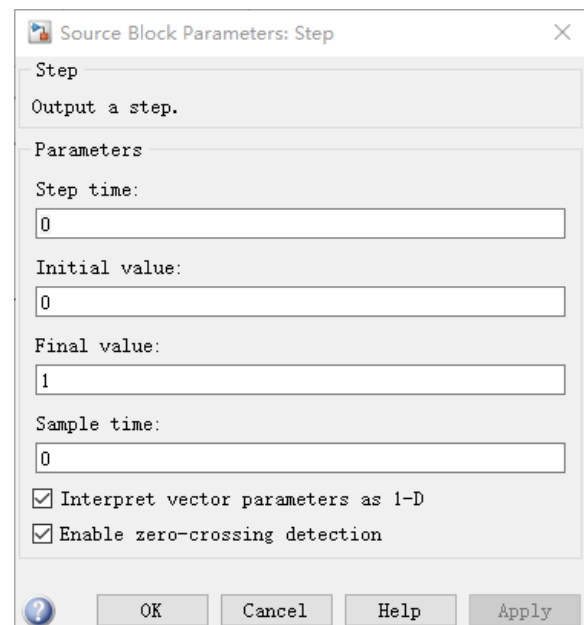 Source Block Parameters: Step
Step
Output a step.
Parameters
Step time:
0
Initial value:
0
Final value:
1
Sample time:
0
Interpret vector parameters as 1-D
Enable zero-crossing detection
? OK Cancel Help Apply